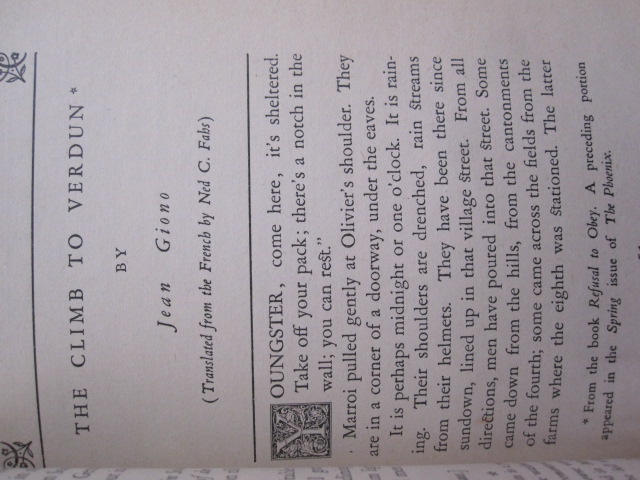 THE CLIMB TO VERDUN*
BY
Jean Giono
(Translated from the French by Ned C. Fabs)
YOUNGSTER, come here, it's sheltered.
Take off your pack; there's a notch in the
wall; you can rest."
Marroi pulled gently at Olivier's shoulder. They
are in a corner of a doorway, under the eaves.
It is perhaps midnight or one o'clock. It is rain-
ing. Their shoulders are drenched, rain streams
from their helmets. They have been there since
sundown, lined up in that village street. From all
directions, men have poured into that street. Some
came down from the hills, from the cantonments
of the fourth; some came across the fields from the
farms where the eighth was stationed. The latter
* From the book Refusal to Obey. A preceding portion
appeared in the Spring issue of The Phoenix.